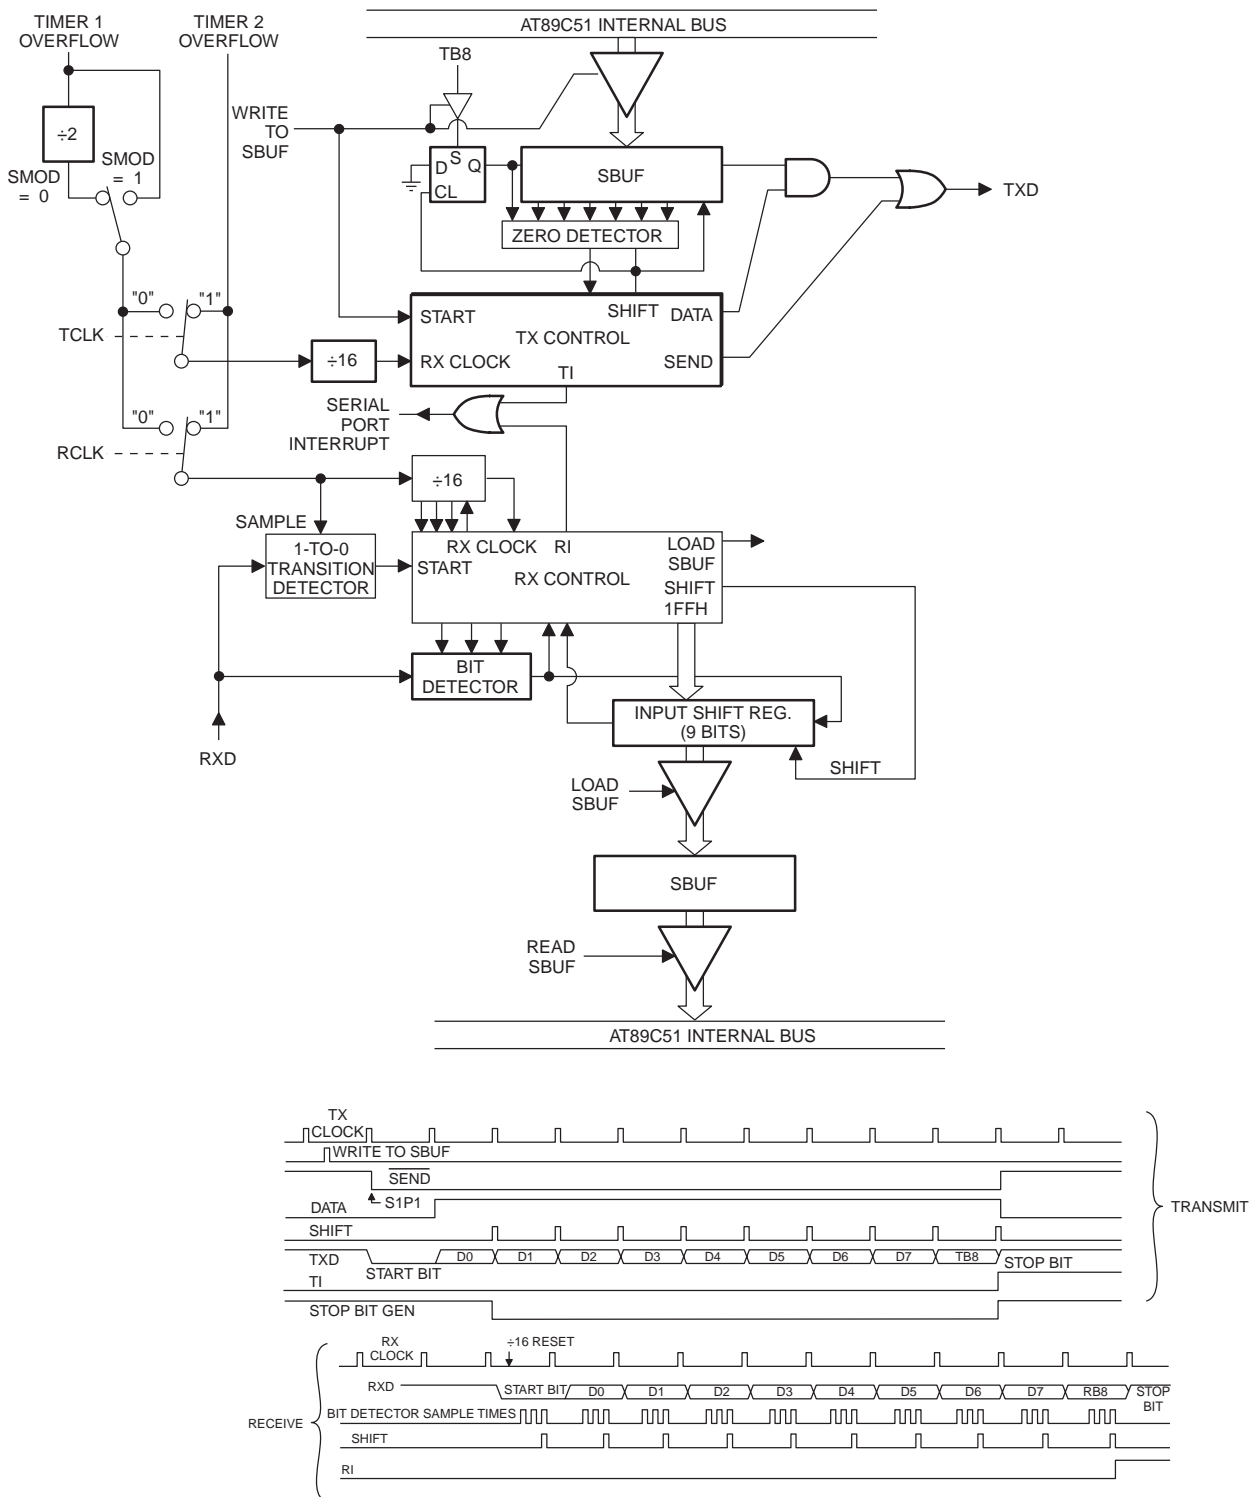 TIMER 1
OVERFLOW
TIMER 2
OVERFLOW
AT89C51 INTERNAL BUS
TB8
WRITE
TO
SBUF
÷2
SMOD
= 1
SMOD
= 0
D
S
Q
CL
SBUF
TXD
ZERO DETECTOR
"0"
"1"
TCLK
START
SHIFT
DATA
TX CONTROL
÷16
RX CLOCK
SEND
TI
SERIAL
PORT
INTERRUPT
"0"
"1"
RCLK
÷16
SAMPLE
1-TO-0
TRANSITION
DETECTOR
RX CLOCK
RI
START
RX CONTROL
LOAD
SBUF
SHIFT
1FFH
BIT
DETECTOR
INPUT SHIFT REG.
(9 BITS)
RXD
SHIFT
LOAD
SBUF
SBUF
READ
SBUF
AT89C51 INTERNAL BUS
TX
CLOCK
WRITE TO SBUF
SEND
S1P1
DATA
SHIFT
TXD
START BIT
D0
D1
D2
D3
D4
D5
D6
D7
TB8
STOP BIT
TI
STOP BIT GEN
TRANSMIT
RX
CLOCK
÷16 RESET
RXD
START BIT
D0
D1
D2
D3
D4
D5
D6
D7
RB8
STOP
BIT
RECEIVE
BIT DETECTOR SAMPLE TIMES
SHIFT
RI